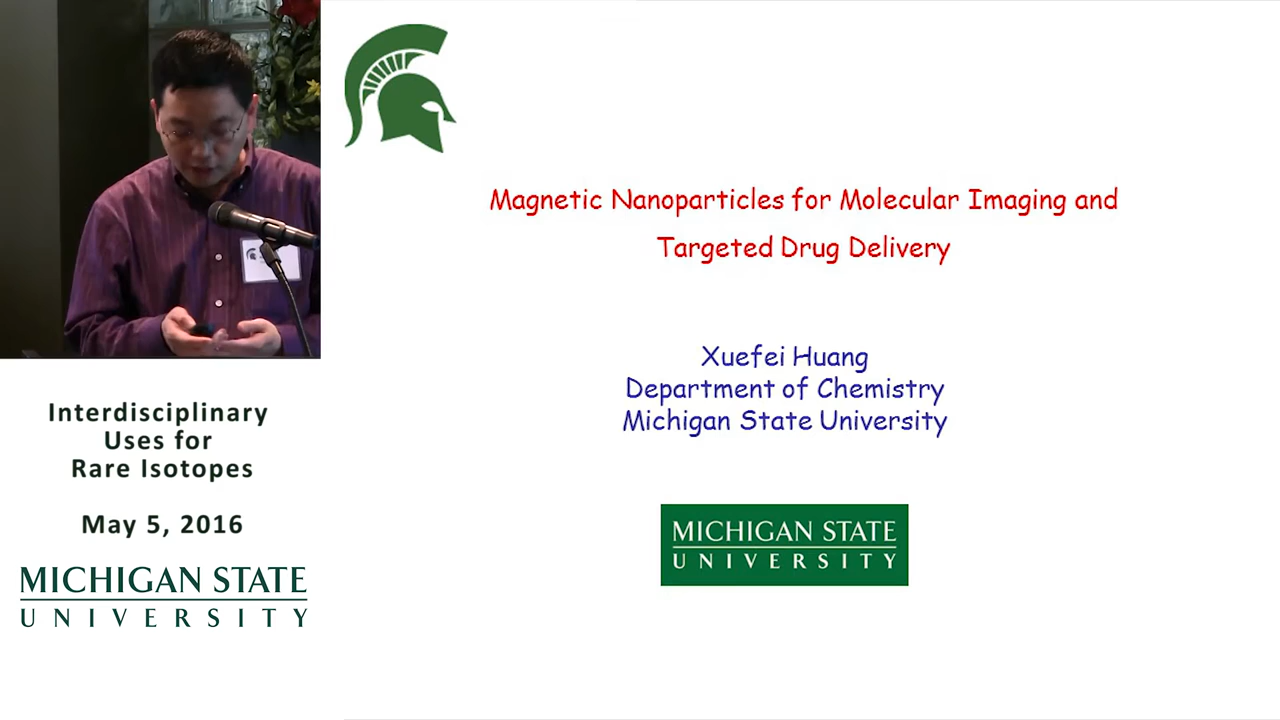 Magnetic Nanoparticles for Molecular Imaging and
Targeted Drug Delivery
Xuefei Huang
Department of Chemistry
Michigan State University
MICHIGAN STATE
UNIVERSITY
Interdisciplinary
Uses for
Rare Isotopes
May 5, 2016
MICHIGAN STATE
UNIVERSITY